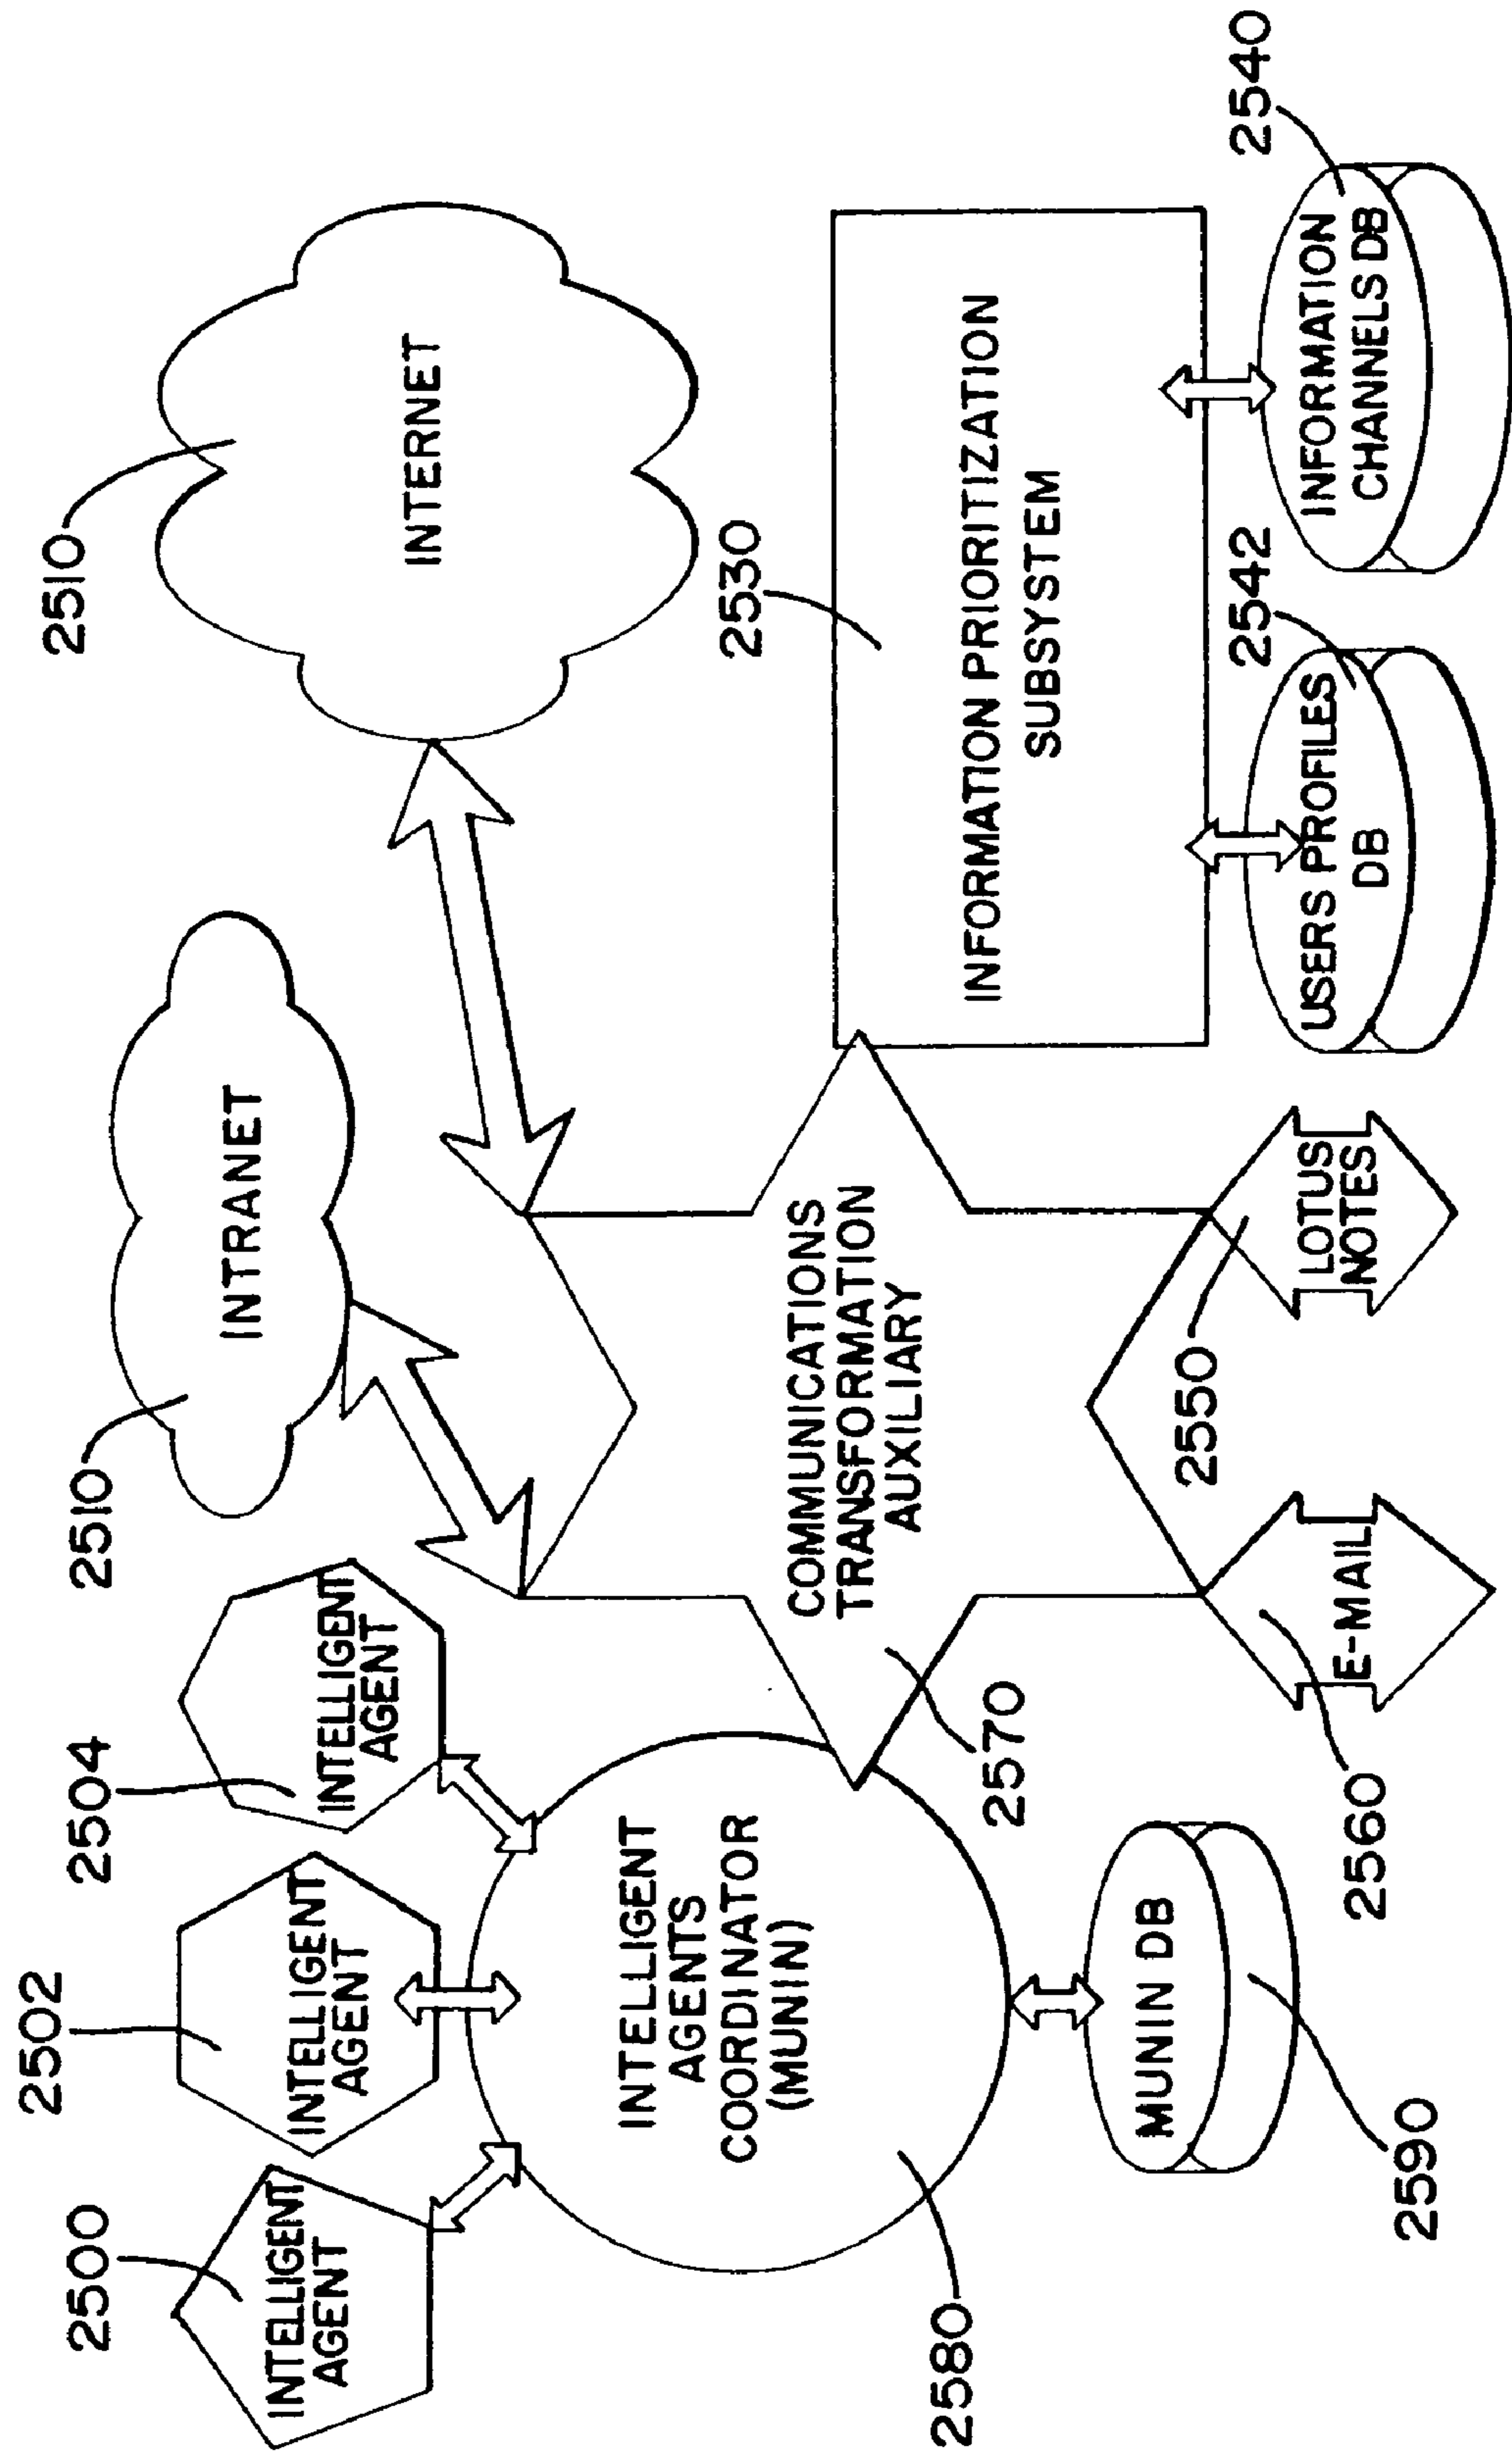 2510
INTERNET
2510
INTRANET
2500
INTELLIGENT
AGENT
2502
INTELLIGENT
AGENT
2504
INTELLIGENT
AGENT
2580
INTELLIGENT
AGENTS
COORDINATOR
(MUNIN)
2570
COMMUNICATIONS
TRANSFORMATION
AUXILIARY
2530
INFORMATION PRIORITIZATION
SUBSYSTEM
2590
MUNIN DB
2560
E-MAIL
2550
LOTUS
NOTES
2542
USERS PROFILES
DB
2540
INFORMATION
CHANNELS DB